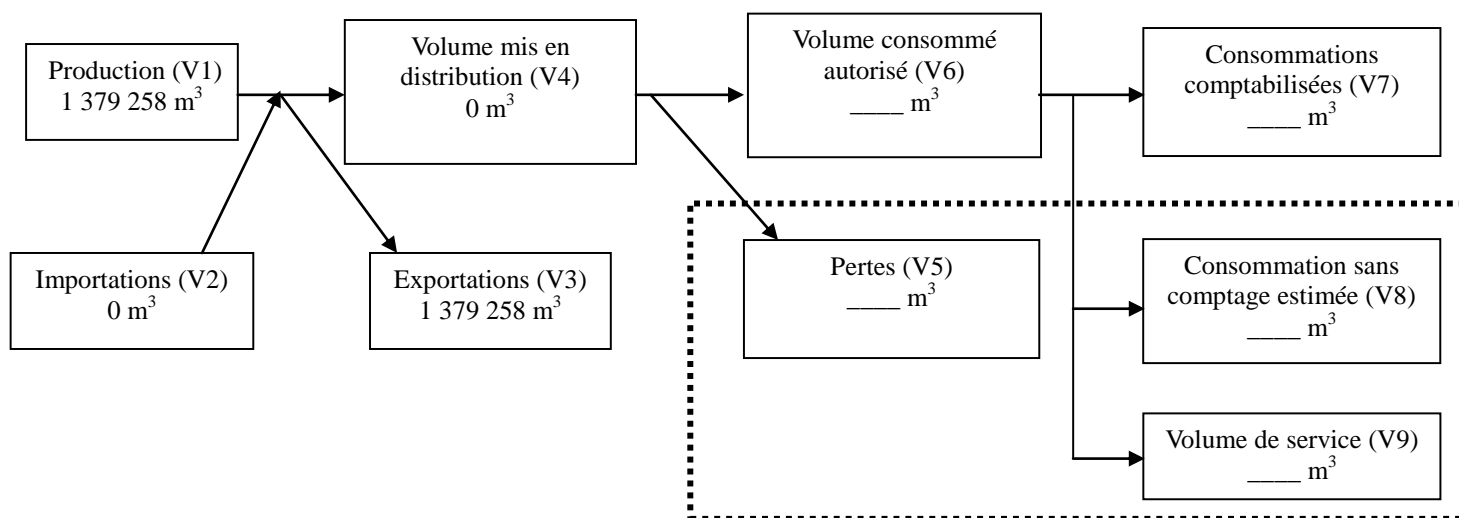 Production (V1)
1 379 258 m³
Volume mis en
distribution (V4)
0 m³
Volume consommé
autorisé (V6)
____ m³
Consommations
comptabilisées (V7)
____ m³
Importations (V2)
0 m³
Exportations (V3)
1 379 258 m³
Pertes (V5)
____ m³
Consommation sans
comptage estimée (V8)
____ m³
Volume de service (V9)
____ m³